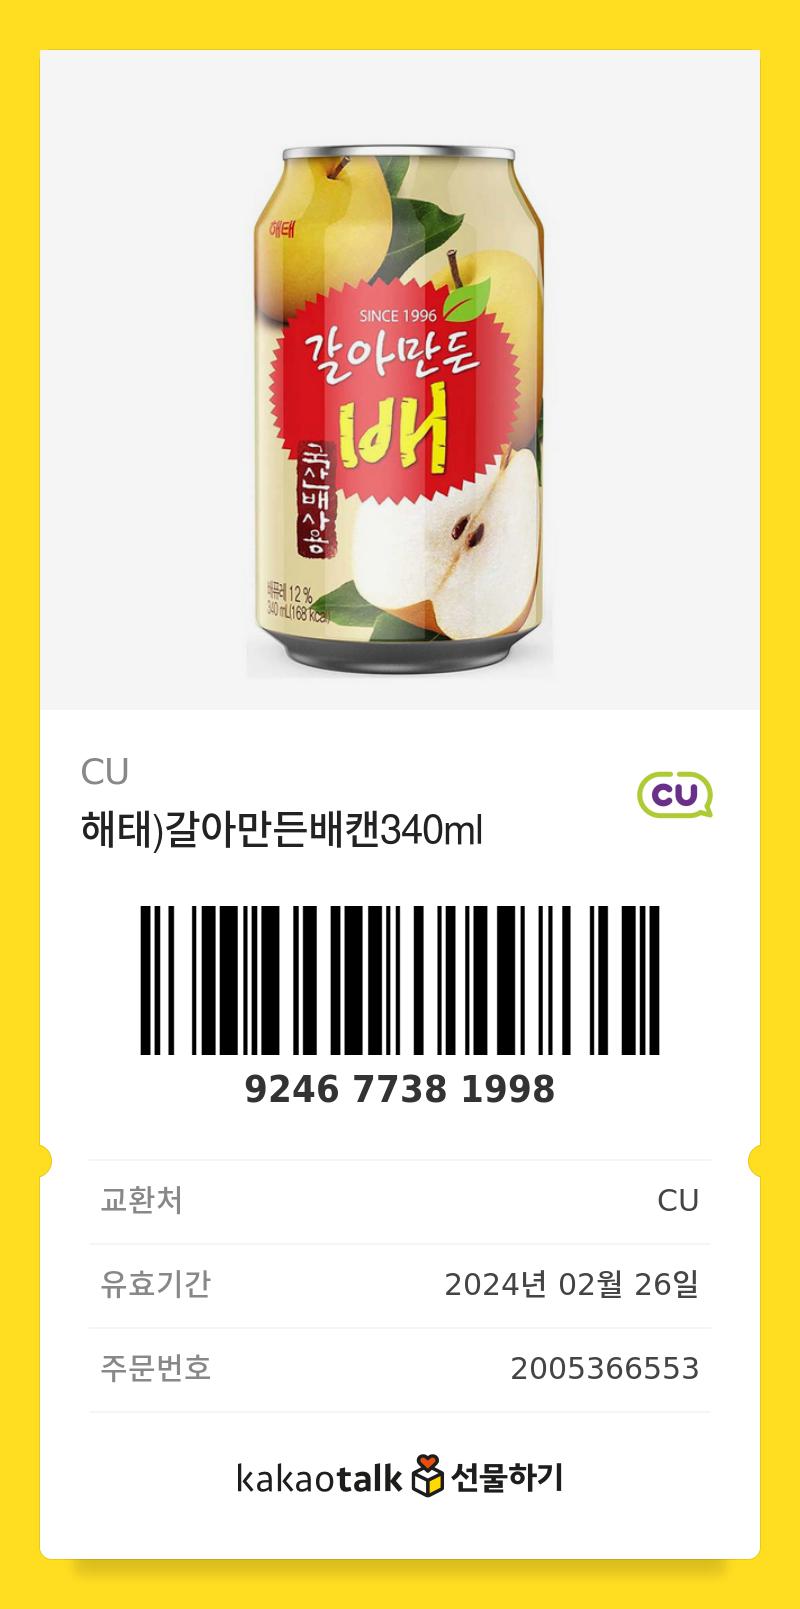 해태
SINCE 1996
갈아만든
배
국산배사용
배퓨레 12%
340 mL(168 kcal)
CU
CU
해태)갈아만든배캔340ml
9246 7738 1998
교환처 CU
유효기간 2024년 02월 26일
주문번호 2005366553
kakaotalk 선물하기